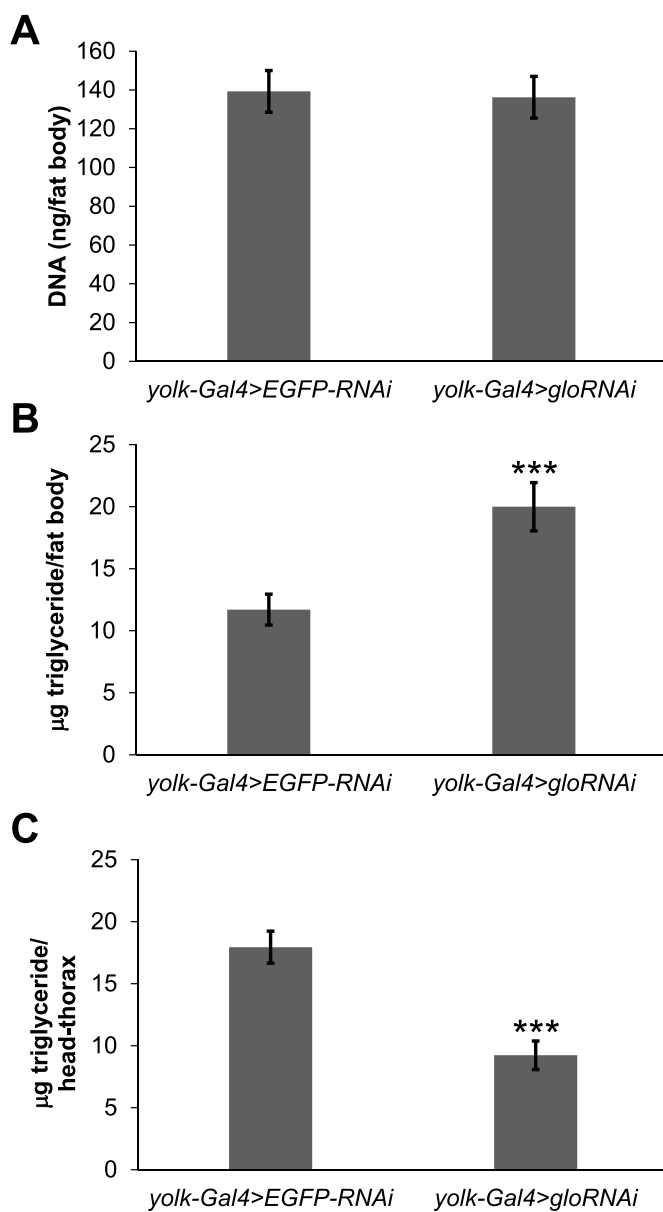 A
DNA (ng/fat body)
160
140
120
100
80
60
40
20
0
yolk-Gal4>EGFP-RNAi
yolk-Gal4>gloRNAi
B
μg triglyceride/fat body
25
20
15
10
5
0
***
yolk-Gal4>EGFP-RNAi
yolk-Gal4>gloRNAi
C
μg triglyceride/
head-thorax
25
20
15
10
5
0
***
yolk-Gal4>EGFP-RNAi
yolk-Gal4>gloRNAi